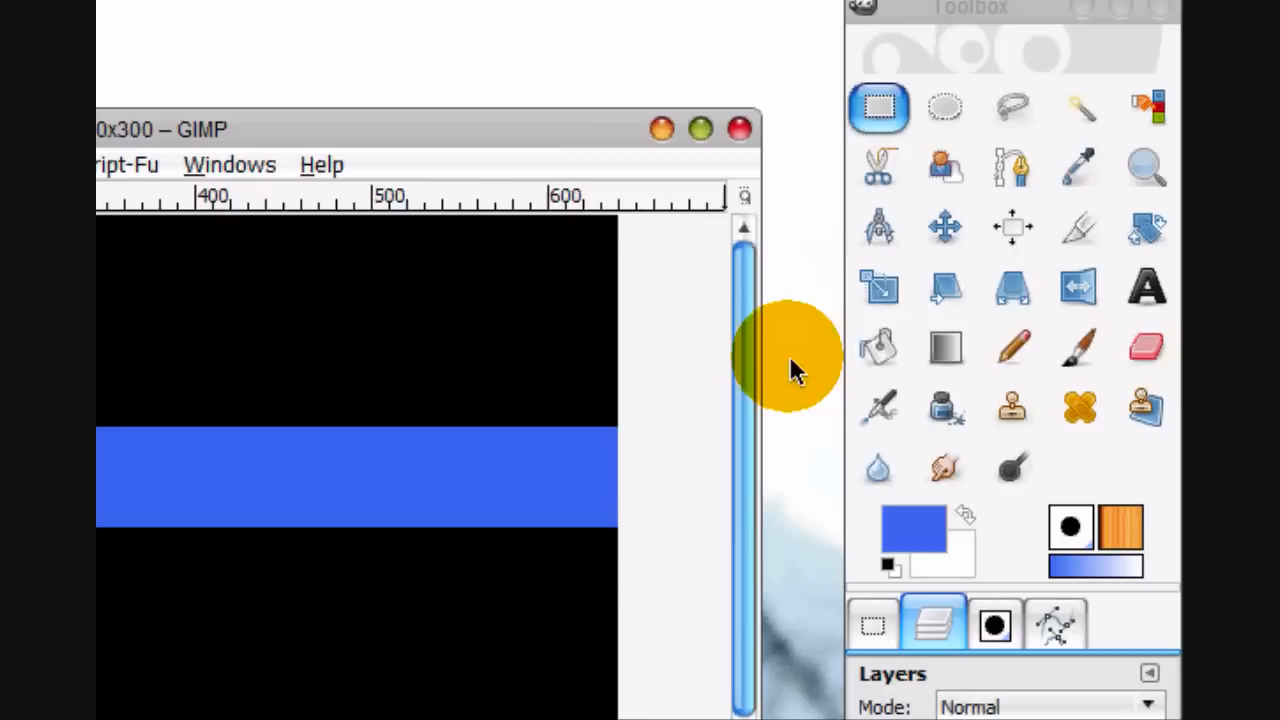 Toolbox
0x300 – GIMP
ript-Fu Windows Help
400 500 600
Layers
Mode: Normal